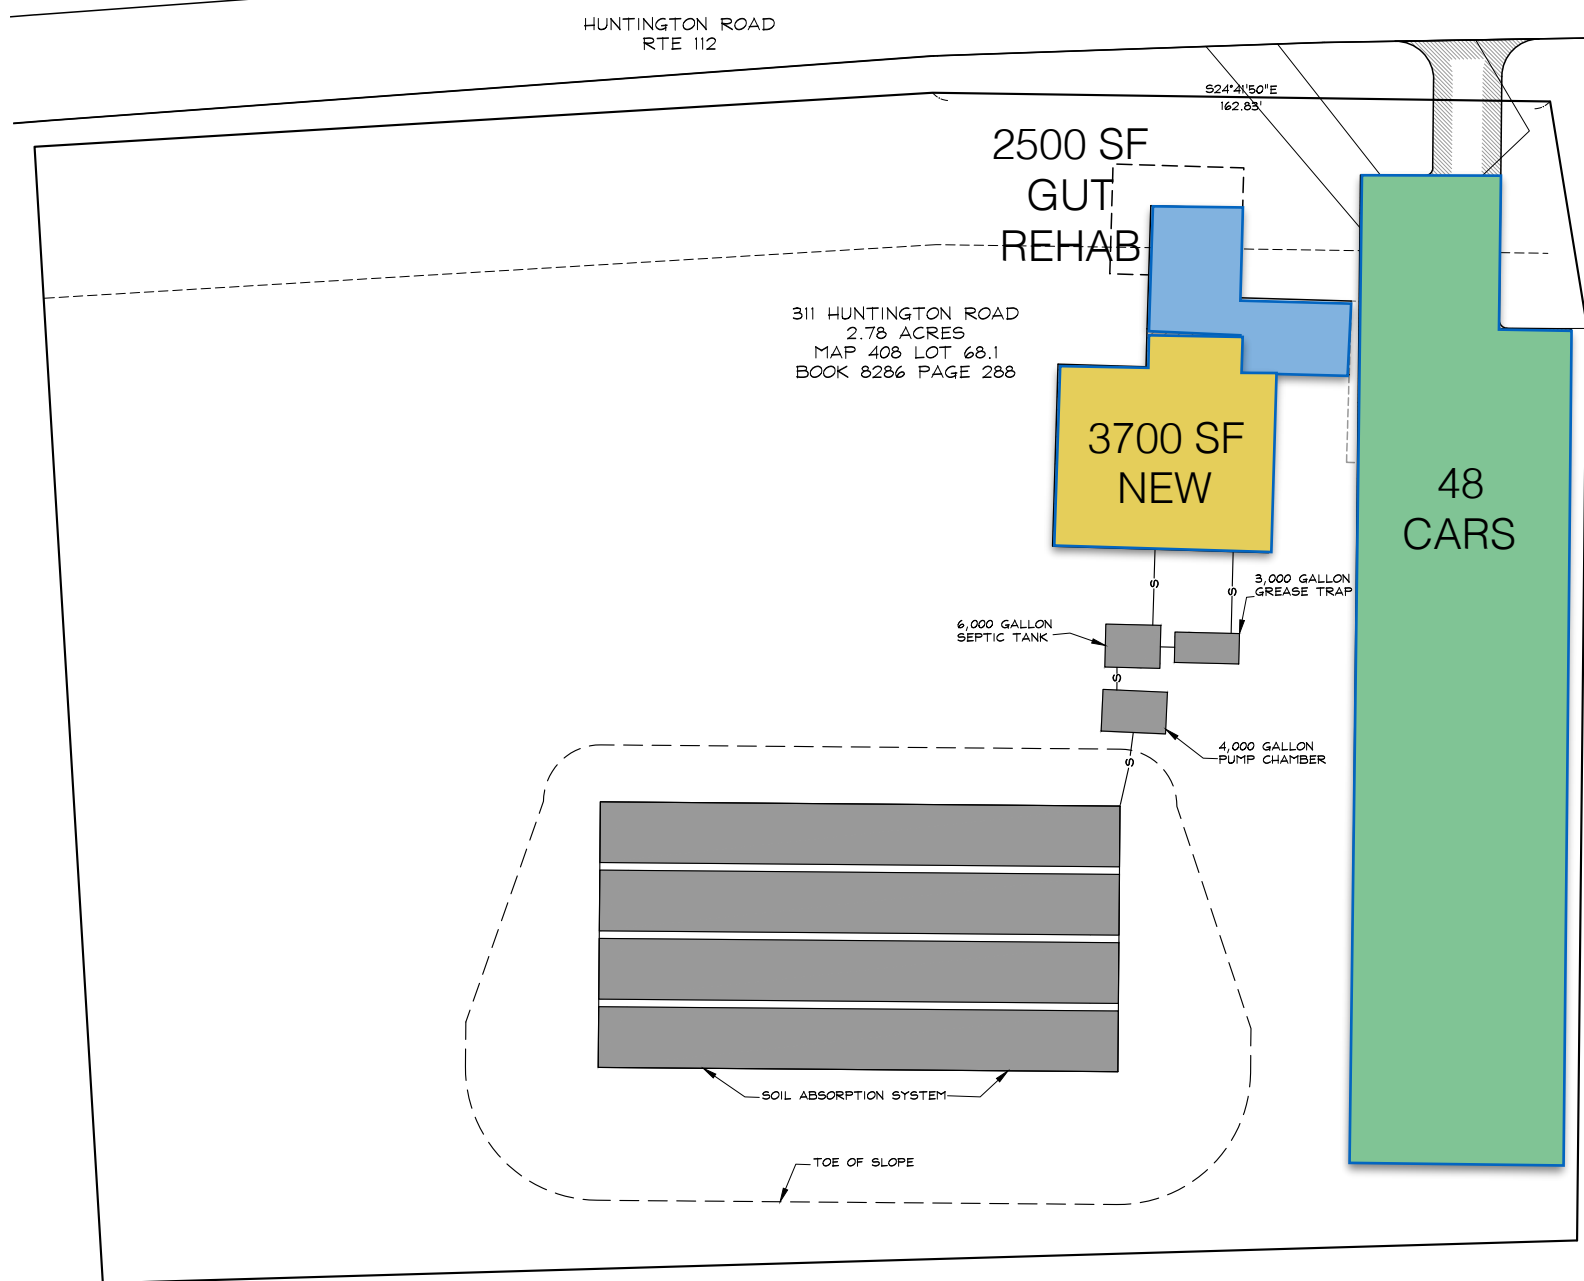 HUNTINGTON ROAD
RTE 112
S24°41'50"E
162.83'
2500 SF
GUT
REHAB
311 HUNTINGTON ROAD
2.78 ACRES
MAP 408 LOT 68.1
BOOK 8286 PAGE 288
3700 SF
NEW
48
CARS
S
S
3,000 GALLON
GREASE TRAP
6,000 GALLON
SEPTIC TANK
S
4,000 GALLON
PUMP CHAMBER
S
SOIL ABSORPTION SYSTEM
TOE OF SLOPE